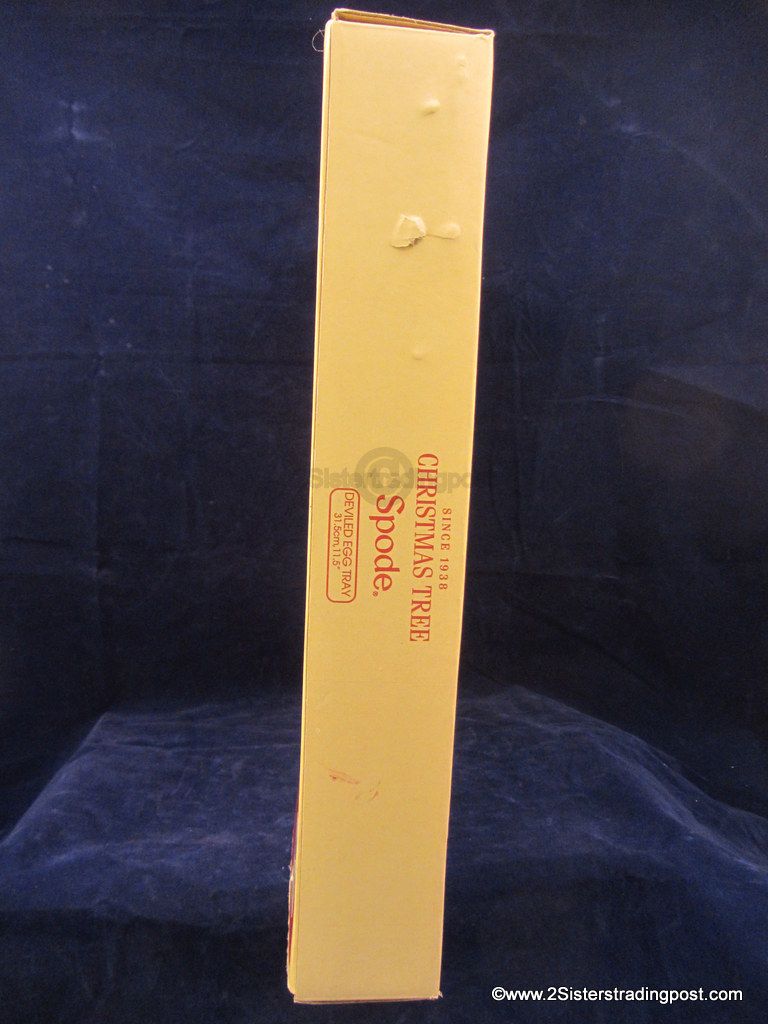 SINCE 1938
CHRISTMAS TREE
Spode®
DEVILED EGG TRAY
31.5cm, 11.5"
©www.2Sisterstradingpost.com